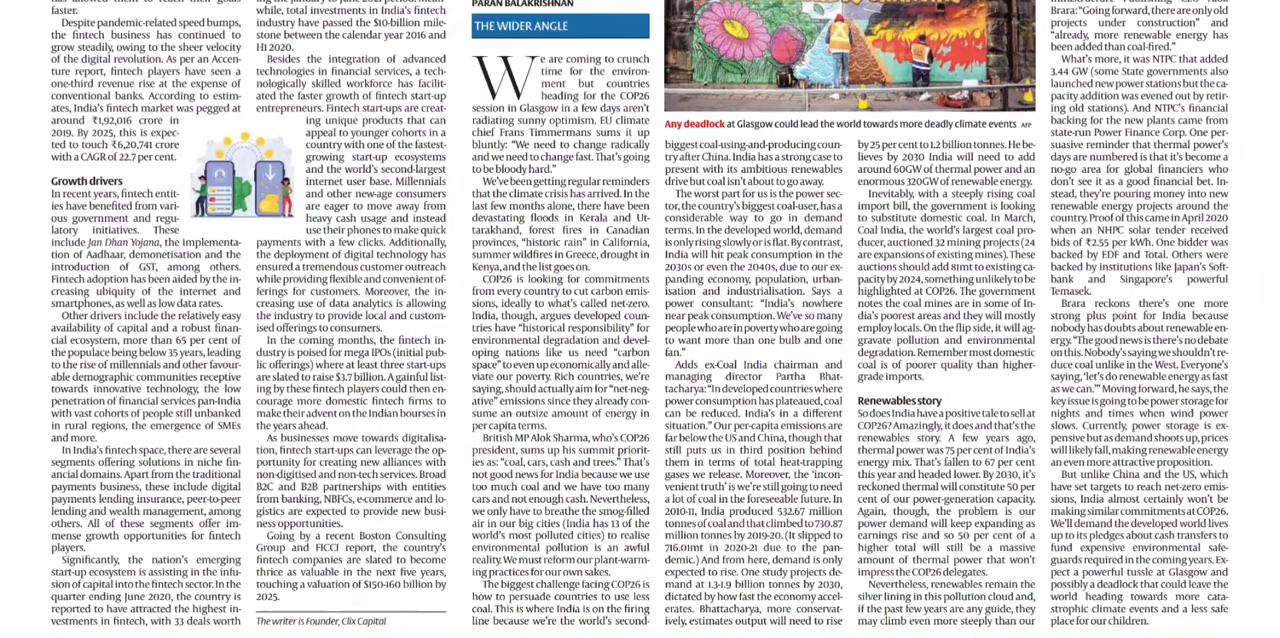 faster.
Despite pandemic-related speed bumps,
the fintech business has continued to
grow steadily, owing to the sheer velocity
of the digital revolution. As per an Accen-
ture report, fintech players have seen a
one-third revenue rise at the expense of
conventional banks. According to estim-
ates, India's fintech market was pegged at
around ₹1,92,016 crore in
2019. By 2025, this is expec-
ted to touch ₹6,20,741 crore
with a CAGR of 22.7 per cent.
Growth drivers
In recent years, fintech entit-
ies have benefited from vari-
ous government and regu-
latory initiatives. These
include Jan Dhan Yojana, the implementa-
tion of Aadhaar, demonetisation and the
introduction of GST, among others.
Fintech adoption has been aided by the in-
creasing ubiquity of the internet and
smartphones, as well as low data rates.
Other drivers include the relatively easy
availability of capital and a robust finan-
cial ecosystem, more than 65 per cent of
the populace being below 35 years, leading
to the rise of millennials and other favour-
able demographic communities receptive
towards innovative technology, the low
penetration of financial services pan-India
with vast cohorts of people still unbanked
in rural regions, the emergence of SMEs
and more.
In India's fintech space, there are several
segments offering solutions in niche fin-
ancial domains. Apart from the traditional
payments business, these include digital
payments lending insurance, peer-to-peer
lending and wealth management, among
others. All of these segments offer im-
mense growth opportunities for fintech
players.
Significantly, the nation's emerging
start-up ecosystem is assisting in the infu-
sion of capital into the fintech sector. In the
quarter ending June 2020, the country is
reported to have attracted the highest in-
vestments in fintech, with 33 deals worth
while, total investments in India's fintech
industry have passed the $10-billion mile-
stone between the calendar year 2016 and
H1 2020.
Besides the integration of advanced
technologies in financial services, a tech-
nologically skilled workforce has facilit-
ated the faster growth of fintech start-up
entrepreneurs. Fintech start-ups are creat-
ing unique products that can
appeal to younger cohorts in a
country with one of the fastest-
growing start-up ecosystems
and the world's second-largest
internet user base. Millennials
and other new-age consumers
are eager to move away from
heavy cash usage and instead
use their phones to make quick
payments with a few clicks. Additionally,
the deployment of digital technology has
ensured a tremendous customer outreach
while providing flexible and convenient of-
ferings for customers. Moreover, the in-
creasing use of data analytics is allowing
the industry to provide local and custom-
ised offerings to consumers.
In the coming months, the fintech in-
dustry is poised for mega IPOs (initial pub-
lic offerings) where at least three start-ups
are slated to raise $3.7 billion. A gainful list-
ing by these fintech players could then en-
courage more domestic fintech firms to
make their advent on the Indian bourses in
the years ahead.
As businesses move towards digitalisa-
tion, fintech start-ups can leverage the op-
portunity for creating new alliances with
non-digitised and non-tech services. Broad
B2C and B2B partnerships with entities
from banking, NBFCs, e-commerce and lo-
gistics are expected to provide new busi-
ness opportunities.
Going by a recent Boston Consulting
Group and FICCI report, the country's
fintech companies are slated to become
thrice as valuable in the next five years,
touching a valuation of $150-160 billion by
2025.
The writer is Founder, Clix Capital
PARAN BALAKRISHNAN
THE WIDER ANGLE
We are coming to crunch
time for the environ-
ment but countries
heading for the COP26
session in Glasgow in a few days aren't
radiating sunny optimism. EU climate
chief Frans Timmermans sums it up
bluntly: "We need to change radically
and we need to change fast. That's going
to be bloody hard."
We've been getting regular reminders
that the climate crisis has arrived. In the
last few months alone, there have been
devastating floods in Kerala and Ut-
tarakhand, forest fires in Canadian
provinces, "historic rain" in California,
summer wildfires in Greece, drought in
Kenya, and the list goes on.
COP26 is looking for commitments
from every country to cut carbon emis-
sions, ideally to what's called net-zero.
India, though, argues developed coun-
tries have "historical responsibility" for
environmental degradation and devel-
oping nations like us need "carbon
space" to even up economically and alle-
viate our poverty. Rich countries, we're
saying, should actually aim for "net-neg-
ative" emissions since they already con-
sume an outsize amount of energy in
per capita terms.
British MP Alok Sharma, who's COP26
president, sums up his summit priorit-
ies as: "coal, cars, cash and trees." That's
not good news for India because we use
too much coal and we have too many
cars and not enough cash. Nevertheless,
we only have to breathe the smog-filled
air in our big cities (India has 13 of the
world's most polluted cities) to realise
environmental pollution is an awful
reality. We must reform our planet-warm-
ing practices for our own sakes.
The biggest challenge facing COP26 is
how to persuade countries to use less
coal. This is where India is on the firing
line because we're the world's second-
Any deadlock at Glasgow could lead the world towards more deadly climate events AFP
biggest coal-using-and-producing coun-
try after China. India has a strong case to
present with its ambitious renewables
drive but coal isn't about to go away.
The worst part for us is the power sec-
tor, the country's biggest coal-user, has a
considerable way to go in demand
terms. In the developed world, demand
is only rising slowly or is flat. By contrast,
India will hit peak consumption in the
2030s or even the 2040s, due to our ex-
panding economy, population, urban-
isation and industrialisation. Says a
power consultant: "India's nowhere
near peak consumption. We've so many
people who are in poverty who are going
to want more than one bulb and one
fan."
Adds ex-Coal India chairman and
managing director Partha Bhat-
tacharya: "In developed countries where
power consumption has plateaued, coal
can be reduced. India's in a different
situation." Our per-capita emissions are
far below the US and China, though that
still puts us in third position behind
them in terms of total heat-trapping
gases we release. Moreover, the 'incon-
venient truth' is we're still going to need
a lot of coal in the foreseeable future. In
2010-11, India produced 532.67 million
tonnes of coal and that climbed to 730.87
million tonnes by 2019-20. (It slipped to
716.01mt in 2020-21 due to the pan-
demic.) And from here, demand is only
expected to rise. One study projects de-
mand at 1.3-1.9 billion tonnes by 2030,
dictated by how fast the economy accel-
erates. Bhattacharya, more conservat-
ively, estimates output will need to rise
by 25 per cent to 1.2 billion tonnes. He be-
lieves by 2030 India will need to add
around 60GW of thermal power and an
enormous 320GW of renewable energy.
Inevitably, with a steeply rising coal
import bill, the government is looking
to substitute domestic coal. In March,
Coal India, the world's largest coal pro-
ducer, auctioned 32 mining projects (24
are expansions of existing mines). These
auctions should add 81mt to existing ca-
pacity by 2024, something unlikely to be
highlighted at COP26. The government
notes the coal mines are in some of In-
dia's poorest areas and they will mostly
employ locals. On the flip side, it will ag-
gravate pollution and environmental
degradation. Remember most domestic
coal is of poorer quality than higher-
grade imports.
Renewables story
So does India have a positive tale to sell at
COP26? Amazingly, it does and that's the
renewables story. A few years ago,
thermal power was 75 per cent of India's
energy mix. That's fallen to 67 per cent
this year and headed lower. By 2030, it's
reckoned thermal will constitute 50 per
cent of our power-generation capacity.
Again, though, the problem is our
power demand will keep expanding as
earnings rise and so 50 per cent of a
higher total will still be a massive
amount of thermal power that won't
impress the COP26 delegates.
Nevertheless, renewables remain the
silver lining in this pollution cloud and,
if the past few years are any guide, they
may climb even more steeply than our
Brara: "Going forward, there are only old
projects under construction" and
"already, more renewable energy has
been added than coal-fired."
What's more, it was NTPC that added
3.44 GW (some State governments also
launched new power stations but the ca-
pacity addition was evened out by retir-
ing old stations). And NTPC's financial
backing for the new plants came from
state-run Power Finance Corp. One per-
suasive reminder that thermal power's
days are numbered is that it's become a
no-go area for global financiers who
don't see it as a good financial bet. In-
stead, they're pouring money into new
renewable energy projects around the
country. Proof of this came in April 2020
when an NHPC solar tender received
bids of ₹2.55 per kWh. One bidder was
backed by EDF and Total. Others were
backed by institutions like Japan's Soft-
bank and Singapore's powerful
Temasek.
Brara reckons there's one more
strong plus point for India because
nobody has doubts about renewable en-
ergy. "The good news is there's no debate
on this. Nobody's saying we shouldn't re-
duce coal unlike in the West. Everyone's
saying, 'let's do renewable energy as fast
as we can.'" Moving forward, he says, the
key issue is going to be power storage for
nights and times when wind power
slows. Currently, power storage is ex-
pensive but as demand shoots up, prices
will likely fall, making renewable energy
an even more attractive proposition.
But unlike China and the US, which
have set targets to reach net-zero emis-
sions, India almost certainly won't be
making similar commitments at COP26.
We'll demand the developed world lives
up to its pledges about cash transfers to
fund expensive environmental safe-
guards required in the coming years. Ex-
pect a powerful tussle at Glasgow and
possibly a deadlock that could leave the
world heading towards more cata-
strophic climate events and a less safe
place for our children.